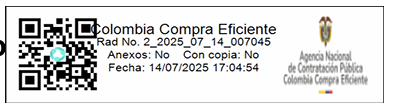 Colombia Compra Eficiente
Rad No. 2_2025_07_14_007045
Anexos: No Con copia: No
Fecha: 14/07/2025 17:04:54
Agencia Nacional
de Contratación Pública
Colombia Compra Eficiente